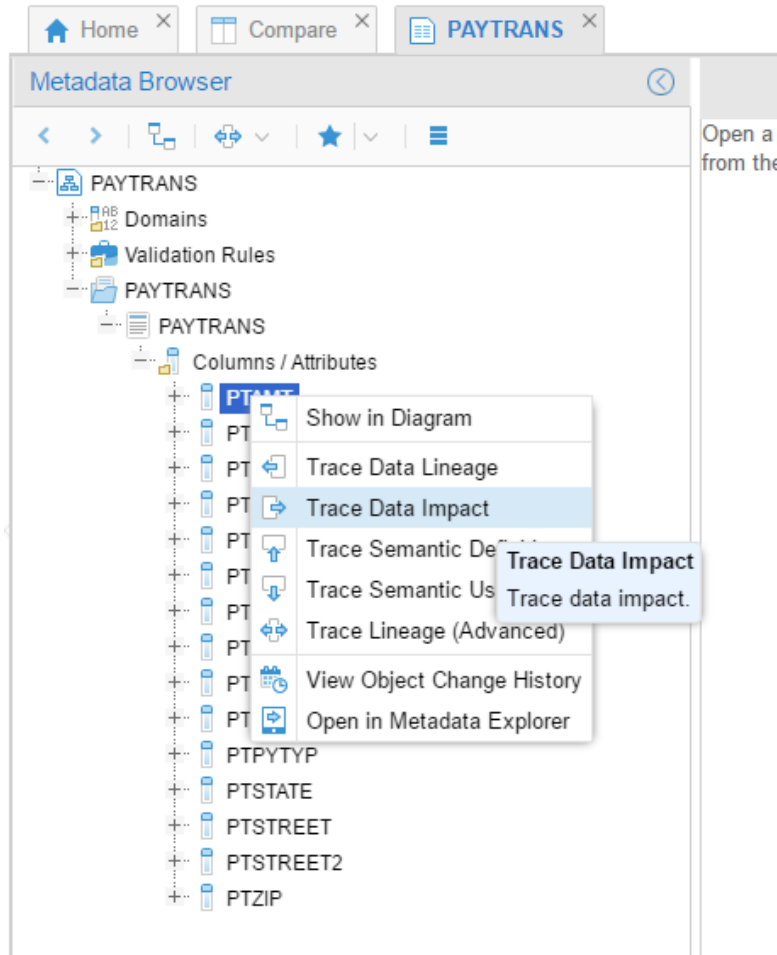 Home
Compare
PAYTRANS
Metadata Browser
Open a
from the
PAYTRANS
AB
12
Domains
Validation Rules
PAYTRANS
PAYTRANS
Columns / Attributes
PT
Show in Diagram
PT
PT
Trace Data Lineage
PT
Trace Data Impact
PT
Trace Semantic
Trace Data Impact
PT
Trace Semantic Us
Trace data impact.
PT
Trace Lineage (Advanced)
PT
PT
View Object Change History
PT
Open in Metadata Explorer
PTPYTYP
PTSTATE
PTSTREET
PTSTREET2
PTZIP